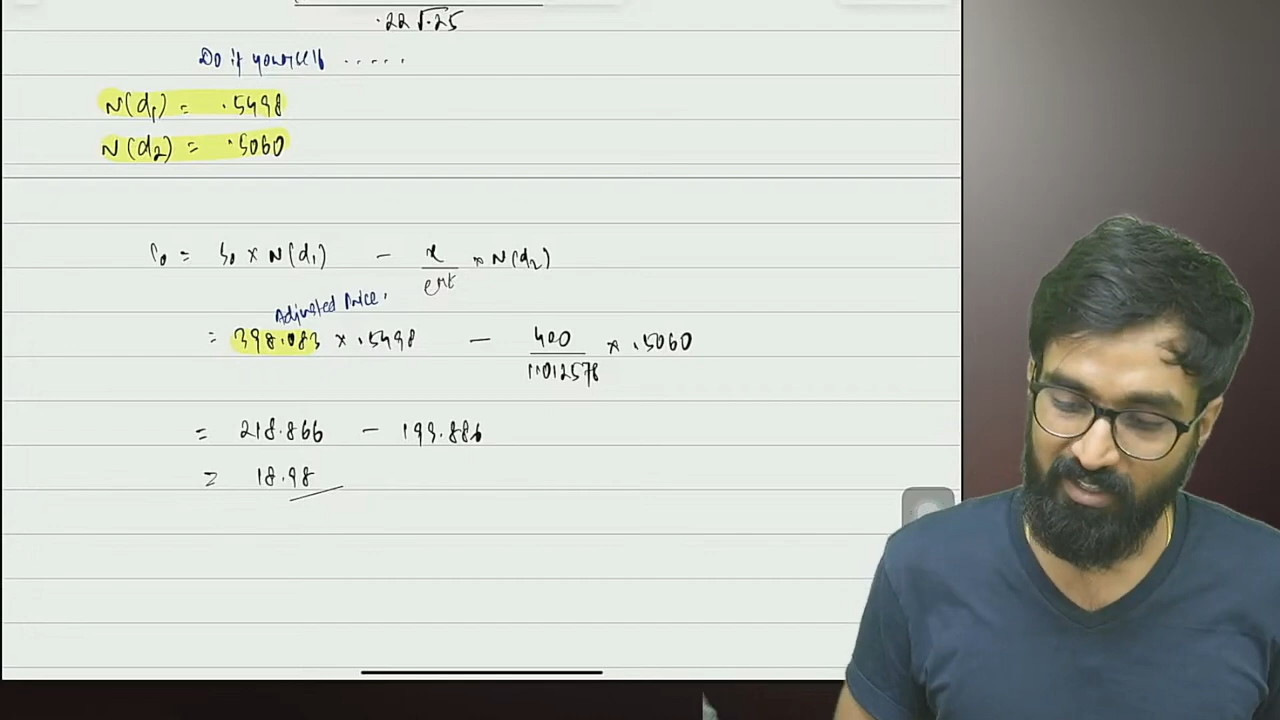 .22 √.25
Do it yourself .....
N(d₁) = .5498
N(d₂) = .5060
C₀ = S₀ × N(d₁) - x / eʳᵗ × N(d₂)
Adjusted Price.
= 398.083 × .5498 - 400 / 1.012578 × .5060
= 218.866 - 199.886
= 18.98